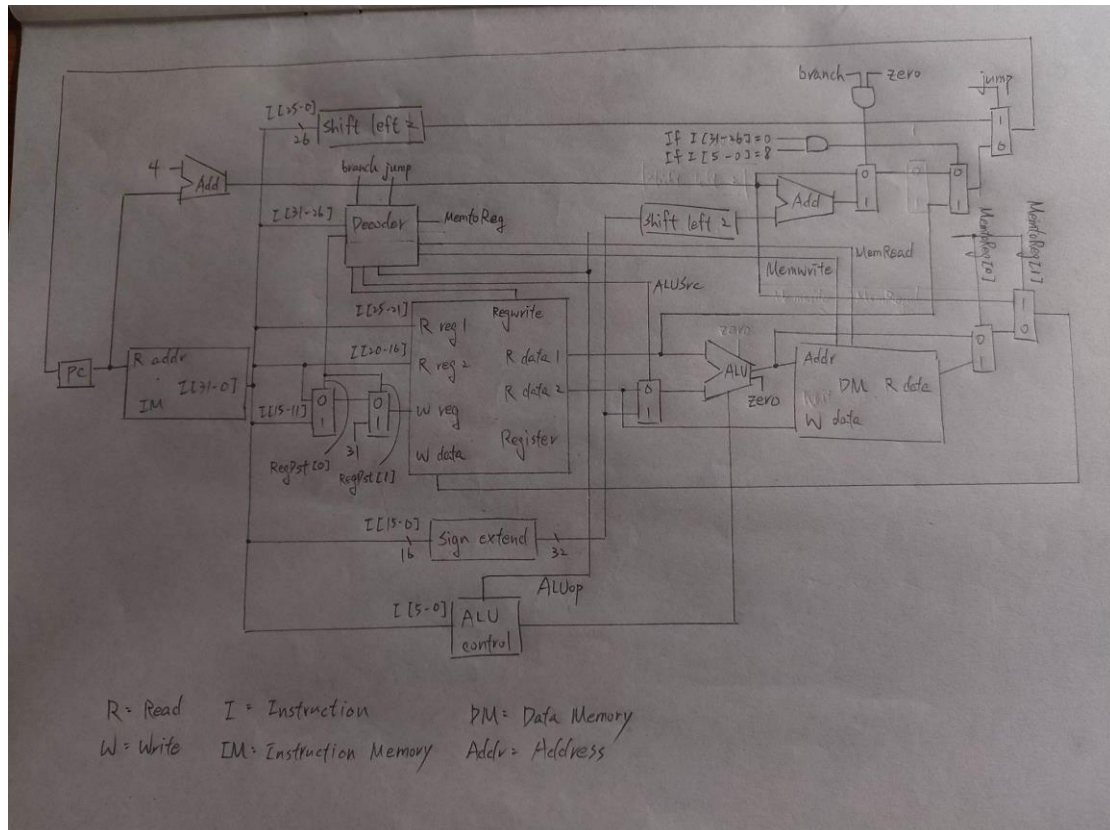 branch
zero
jump
I[25-0]
26
shift left 2
If I[31-26]=0
If I[5-0]=8
4
Add
branch jump
I[31-26]
Decoder
MemtoReg
shift left 2
Add
0
1
0
1
1
0
MemtoReg[0]
MemtoReg[1]
Memwrite
MemRead
ALUSrc
I[25-21]
R reg 1
Regwrite
I[20-16]
R reg 2
R data 1
R data 2
W reg
W data
Register
I[15-11]
0
1
0
1
31
RegDst[0]
RegDst[1]
PC
R addr
I[31-0]
IM
0
1
zero
ALU
zero
Addr
DM
R data
W data
0
1
1
0
I[15-0]
16
sign extend
32
ALUop
I[5-0]
ALU
control
R = Read
I = Instruction
DM = Data Memory
W = Write
IM = Instruction Memory
Addr = Address